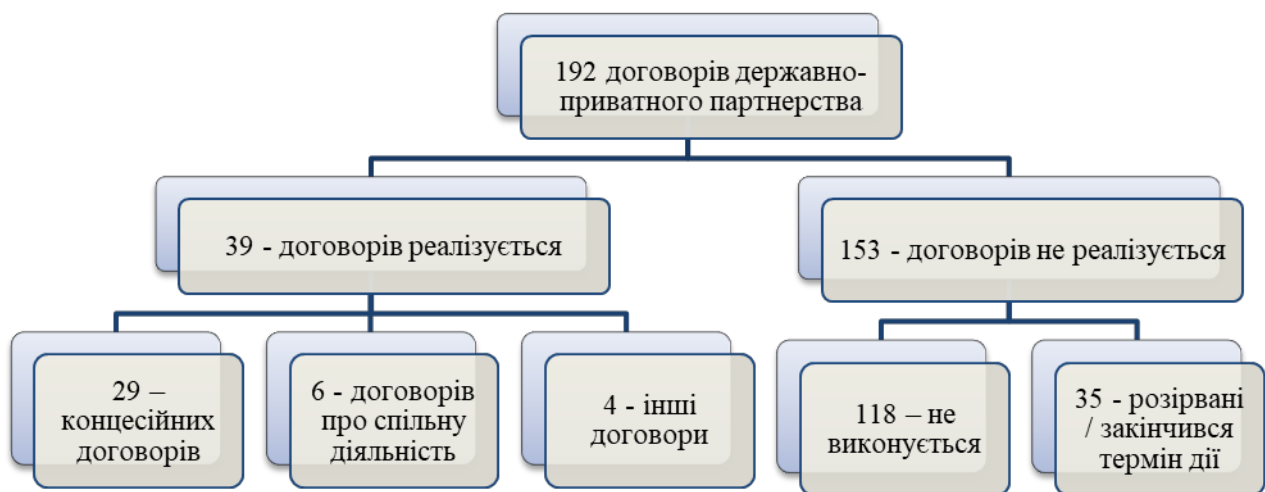 192 договорів державно-
приватного партнерства
39 - договорів реалізується
153 - договорів не реалізується
29 –
концесійних
договорів
6 - договорів
про спільну
діяльність
4 - інші
договори
118 – не
виконується
35 - розірвані
/ закінчився
термін дії